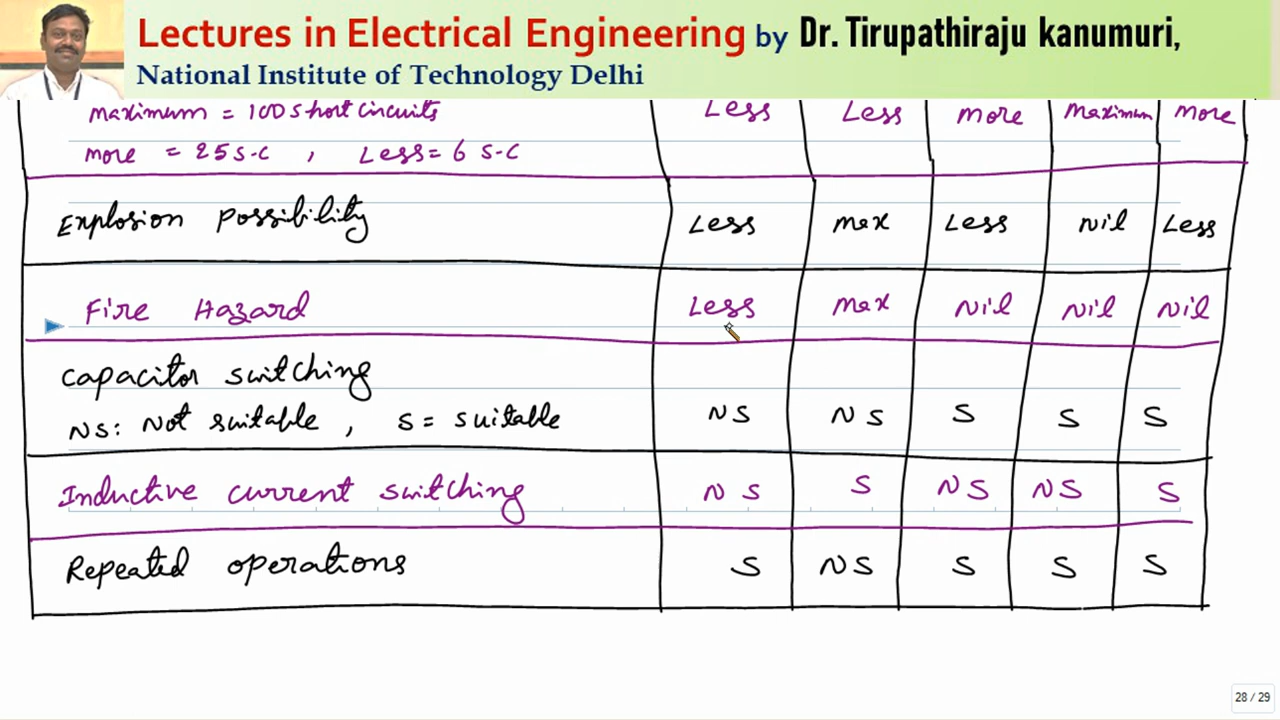 Lectures in Electrical Engineering by Dr. Tirupathiraju kanumuri,
National Institute of Technology Delhi
maximum = 100 short circuits Less Less more maximum more
more = 25 S-C , Less = 6 S-C
Explosion possibility Less max Less Nil Less
Fire Hazard Less max Nil Nil Nil
Capacitor switching
NS: Not suitable , S = suitable NS NS S S S
Inductive current switching NS S NS NS S
Repeated operations S NS S S S
28 / 29